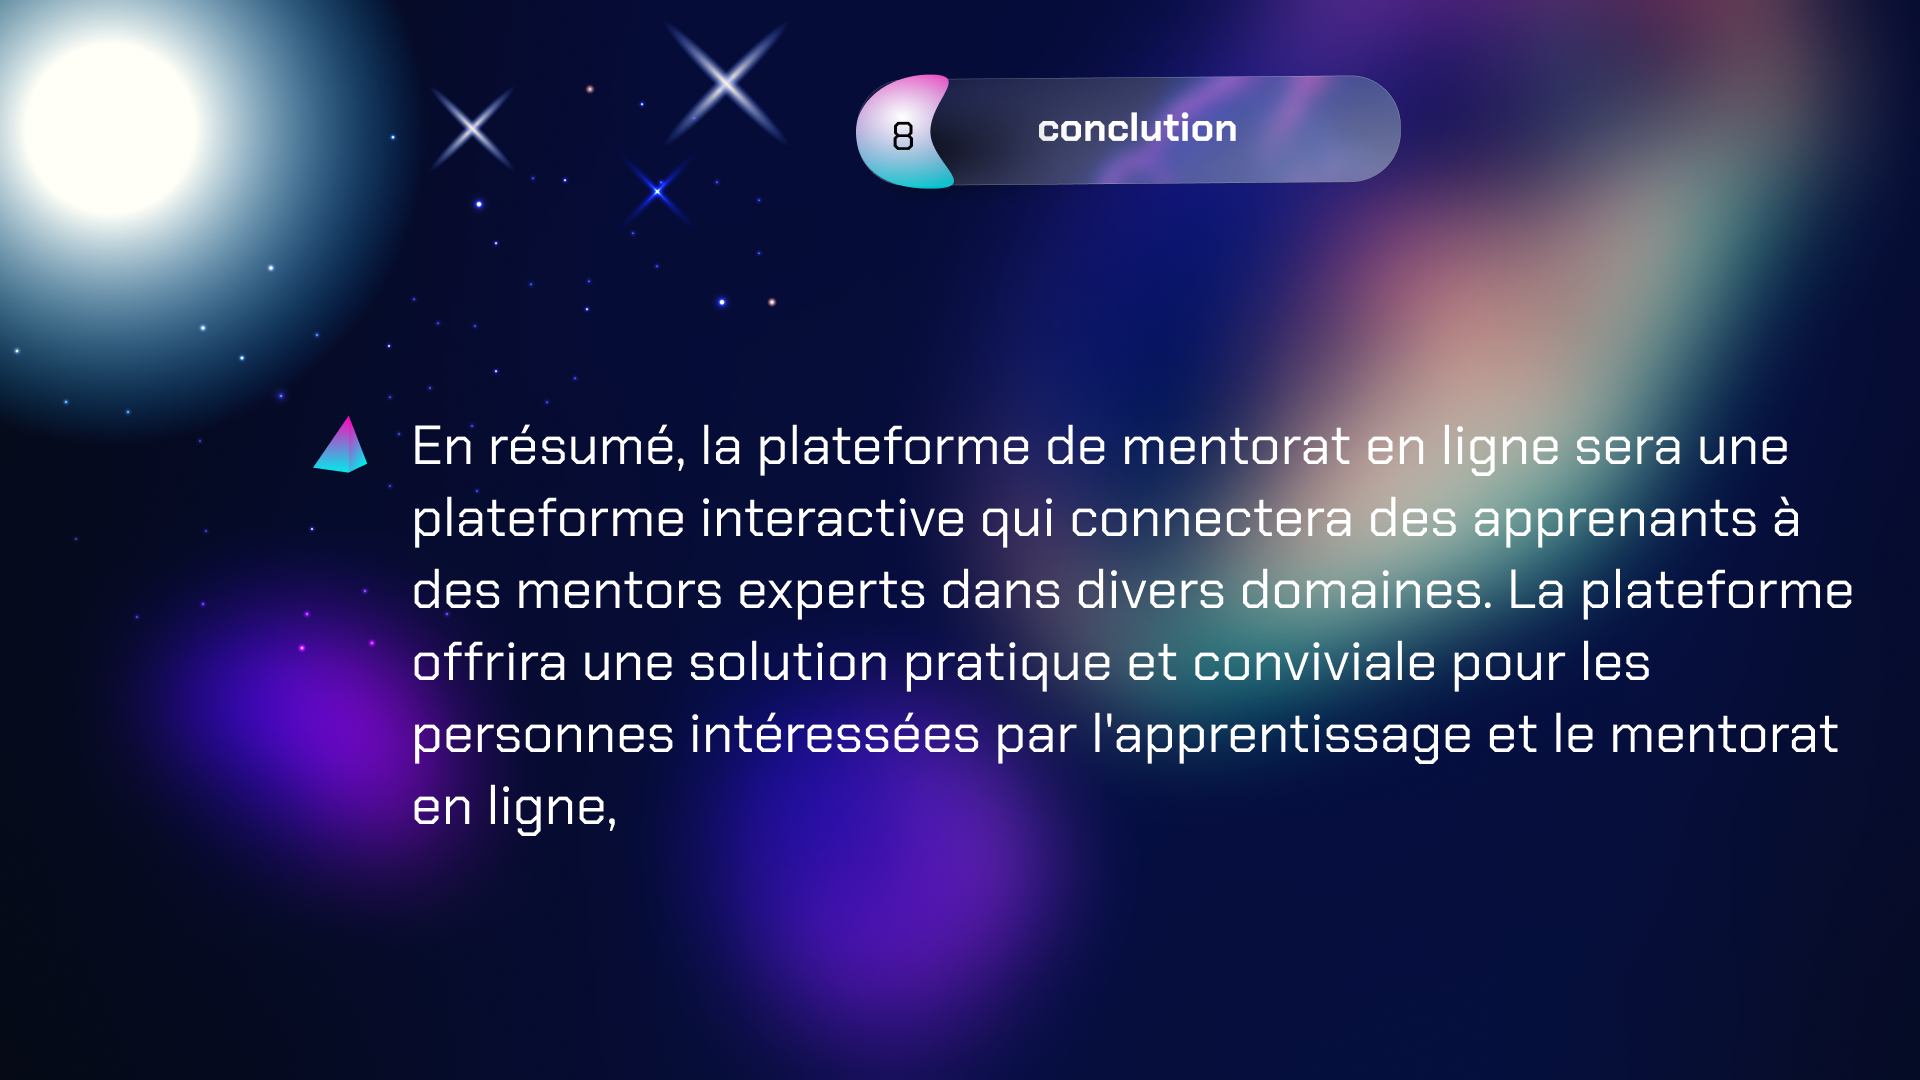 8
conclution
En résumé, la plateforme de mentorat en ligne sera une
plateforme interactive qui connectera des apprenants à
des mentors experts dans divers domaines. La plateforme
offrira une solution pratique et conviviale pour les
personnes intéressées par l'apprentissage et le mentorat
en ligne,